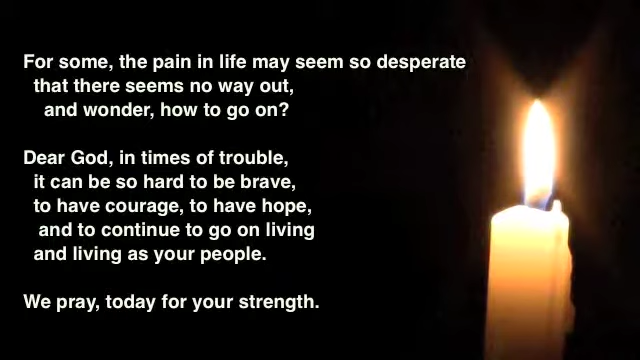 For some, the pain in life may seem so desperate
that there seems no way out,
and wonder, how to go on?
Dear God, in times of trouble,
it can be so hard to be brave,
to have courage, to have hope,
and to continue to go on living
and living as your people.
We pray, today for your strength.